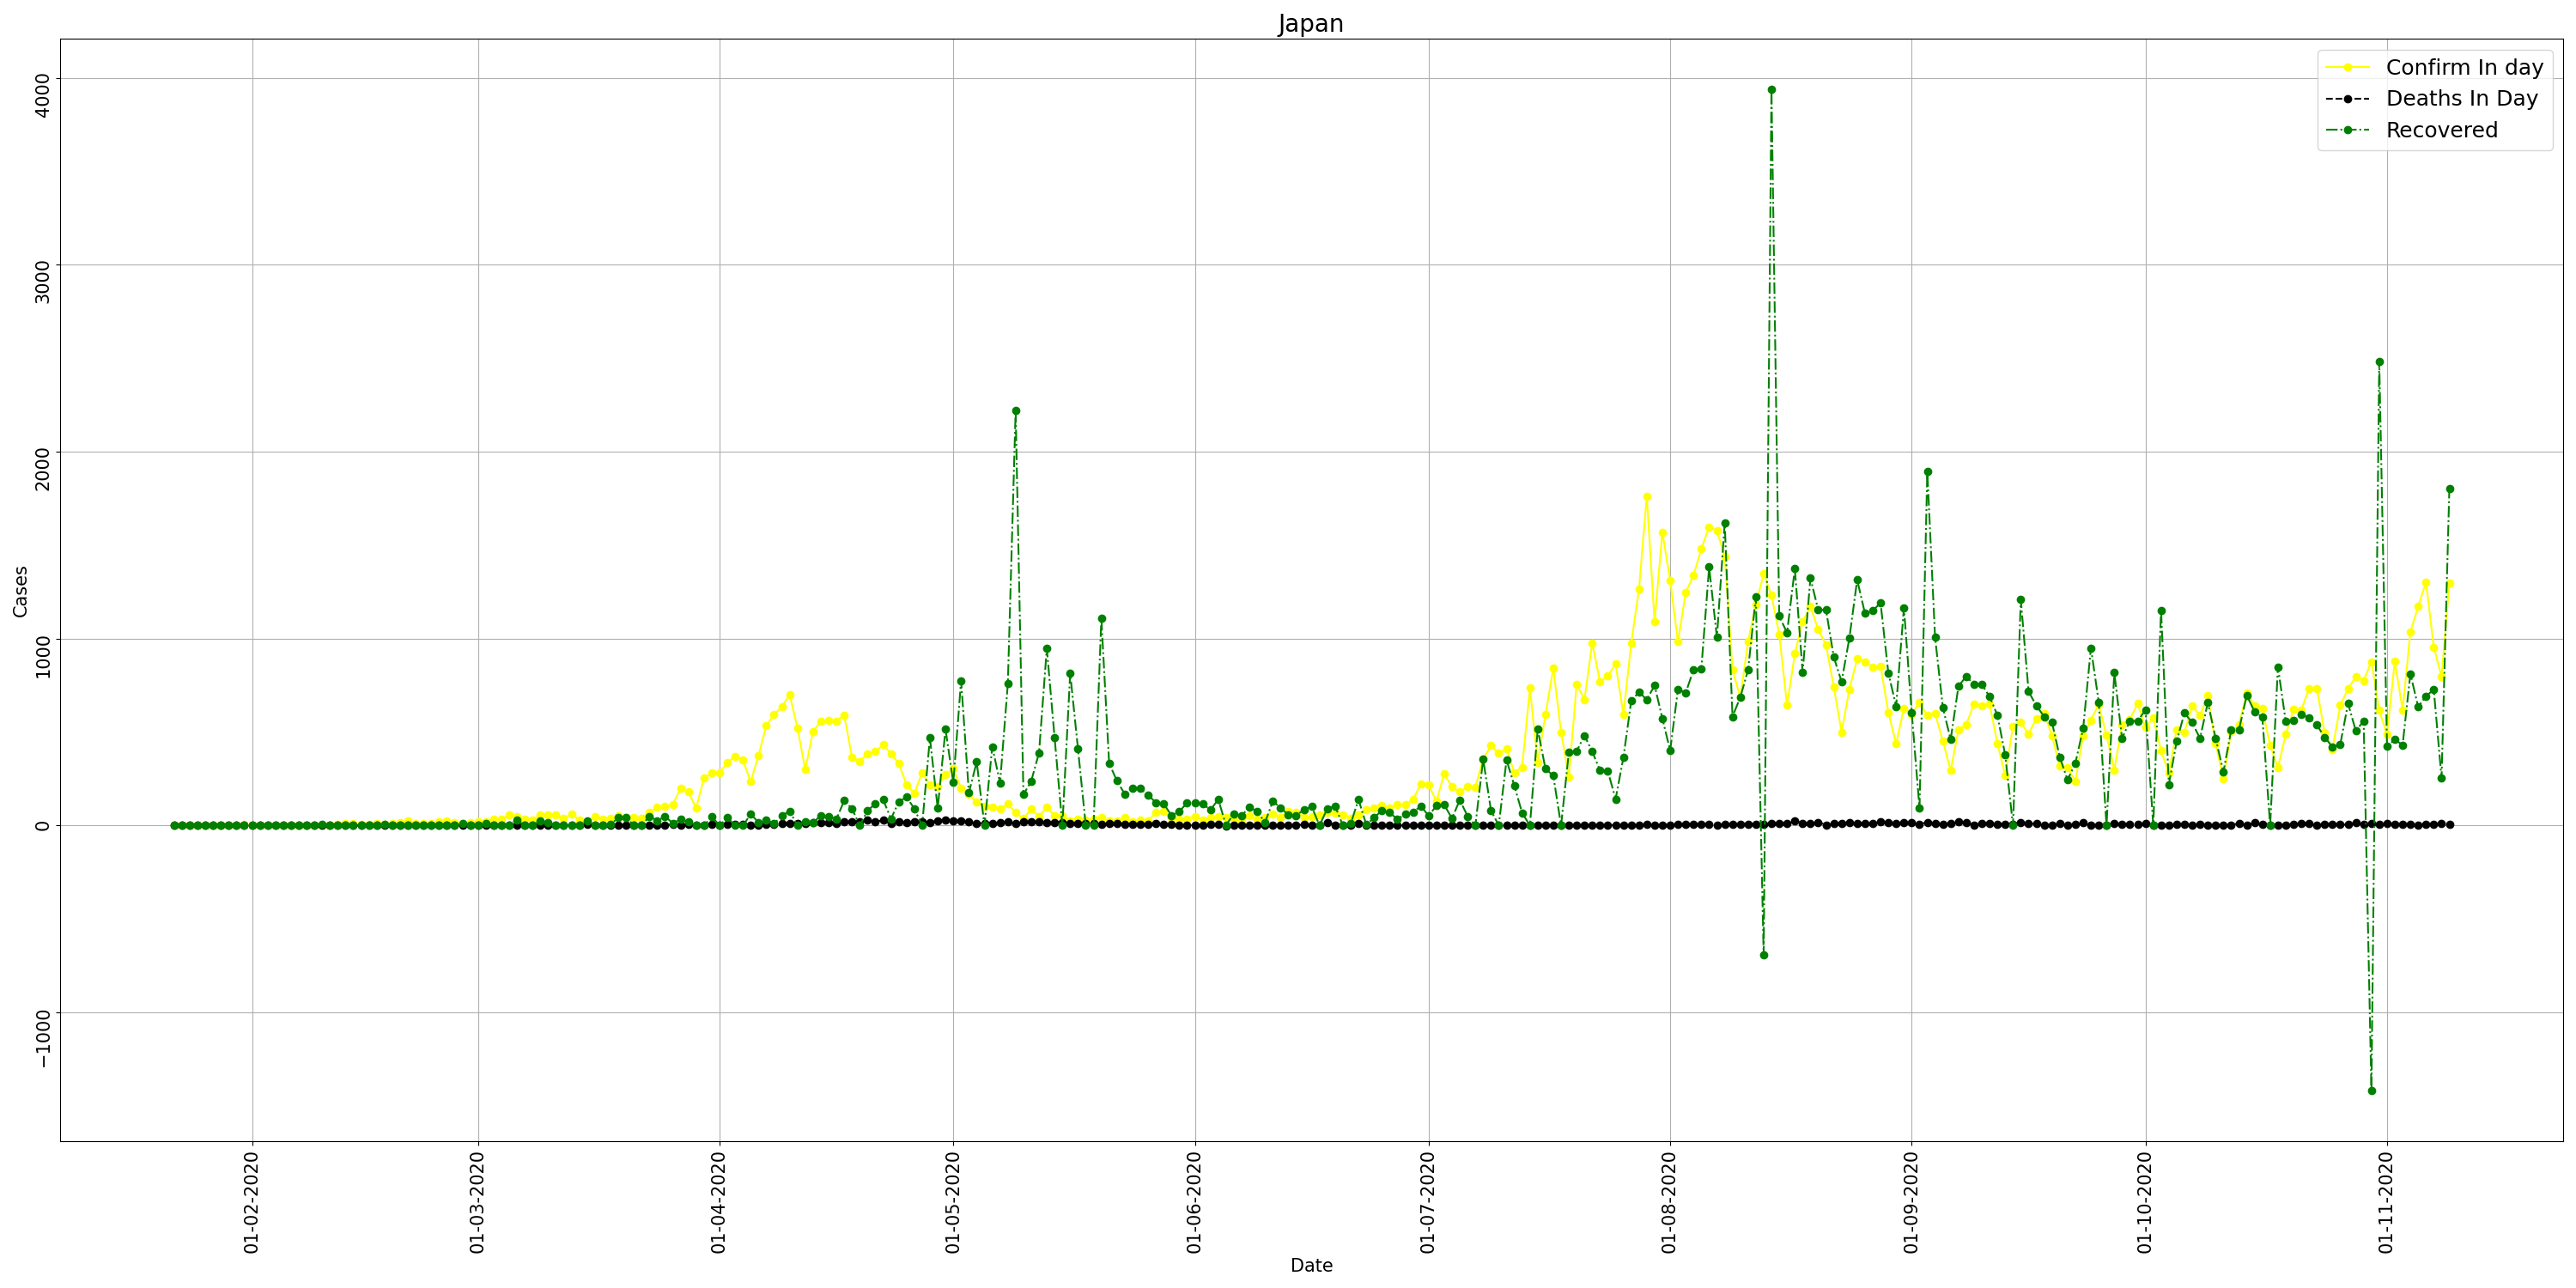 Japan
Confirm In day
Deaths In Day
Recovered
Cases
4000
3000
2000
1000
0
−1000
01-02-2020
01-03-2020
01-04-2020
01-05-2020
01-06-2020
01-07-2020
01-08-2020
01-09-2020
01-10-2020
01-11-2020
Date